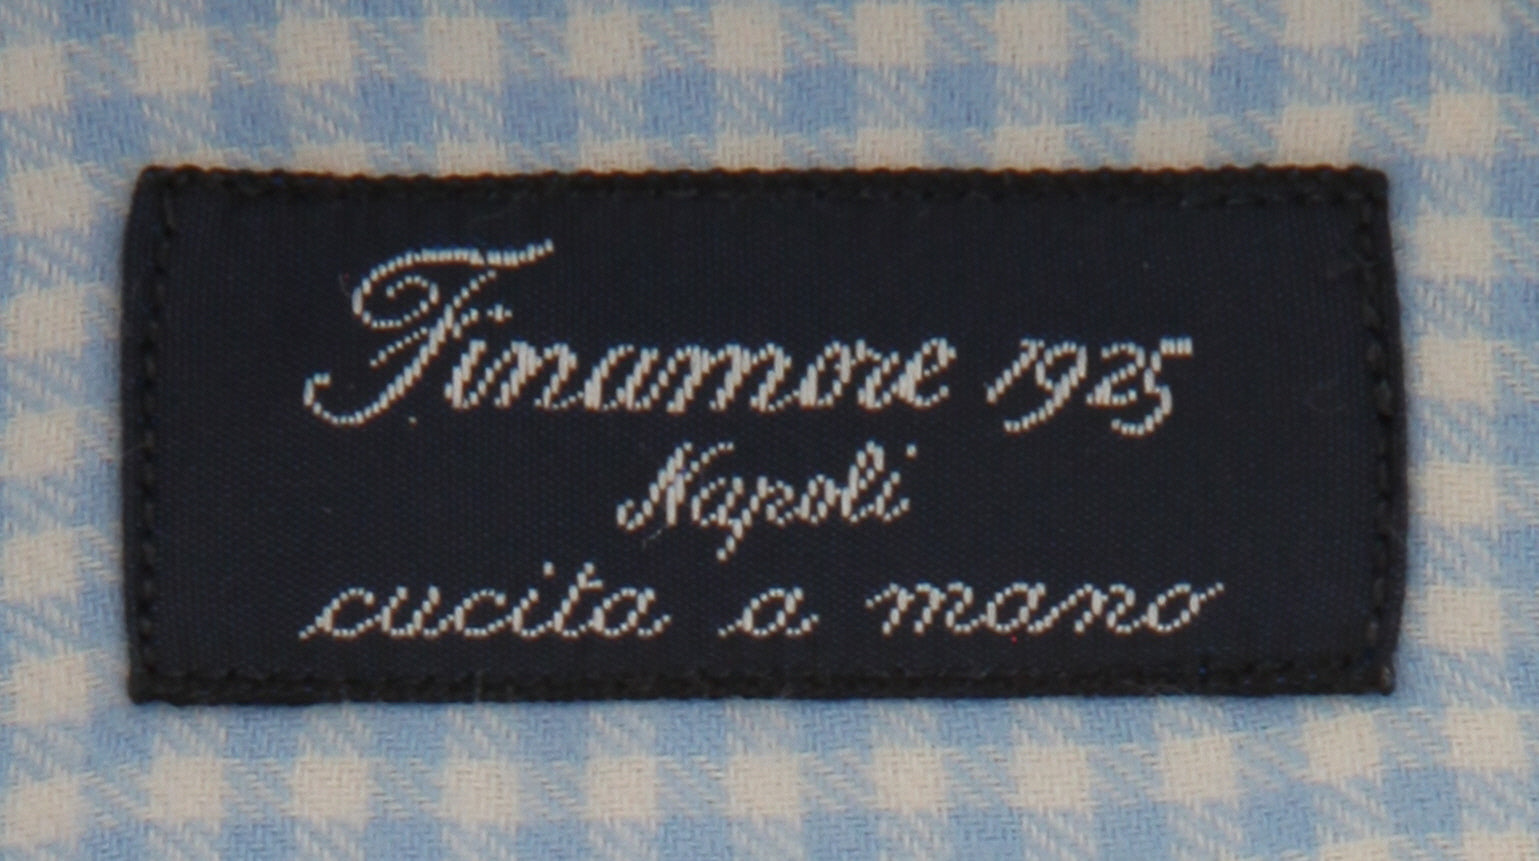 Finamore 1925
Napoli
cucita a mano